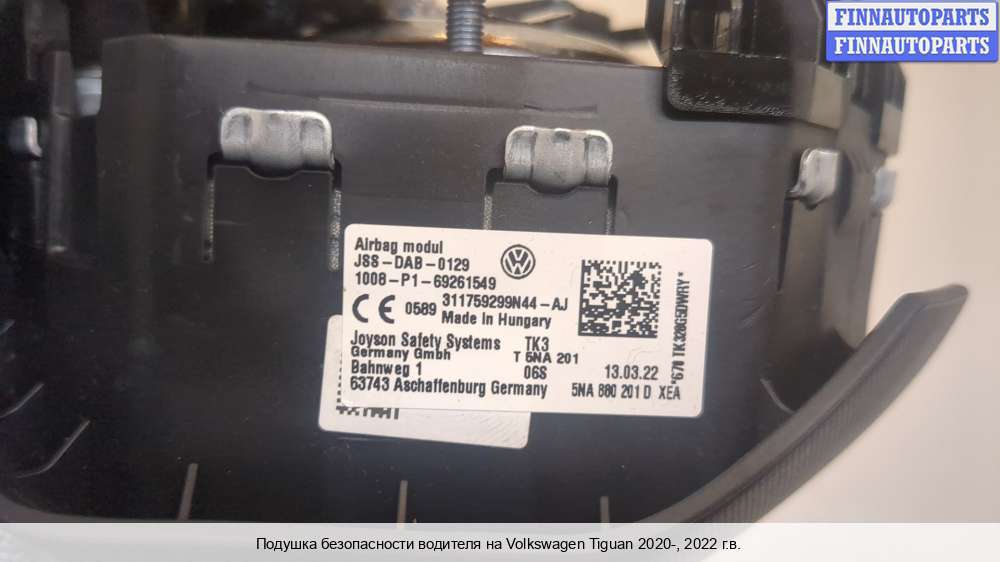 FINNAUTOPARTS
FINNAUTOPARTS
Airbag modul
JSS-DAB-0129
1008-P1-69261549
311759299N44-AJ
CE 0589 Made in Hungary
Joyson Safety Systems TK3
Germany Gmbh T 5NA 201
Bahnweg 1 06S 13.03.22
63743 Aschaffenburg Germany 5NA 880 201 D XEA
Подушка безопасности водителя на Volkswagen Tiguan 2020-, 2022 г.в.